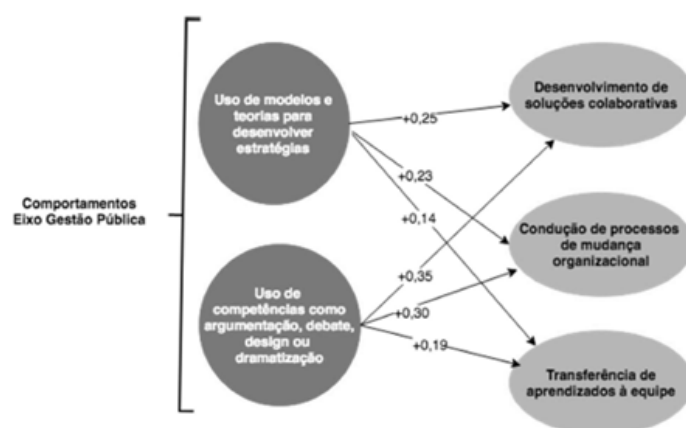 Comportamentos
Eixo Gestão Pública
Uso de modelos e
teorias para
desenvolver
estratégias
Uso de
competências como
argumentação, debate,
design ou
dramatização
+0,25
+0,23
+0,14
+0,35
+0,30
+0,19
Desenvolvimento de
soluções colaborativas
Condução de processos
de mudança
organizacional
Transferência de
aprendizados à equipe